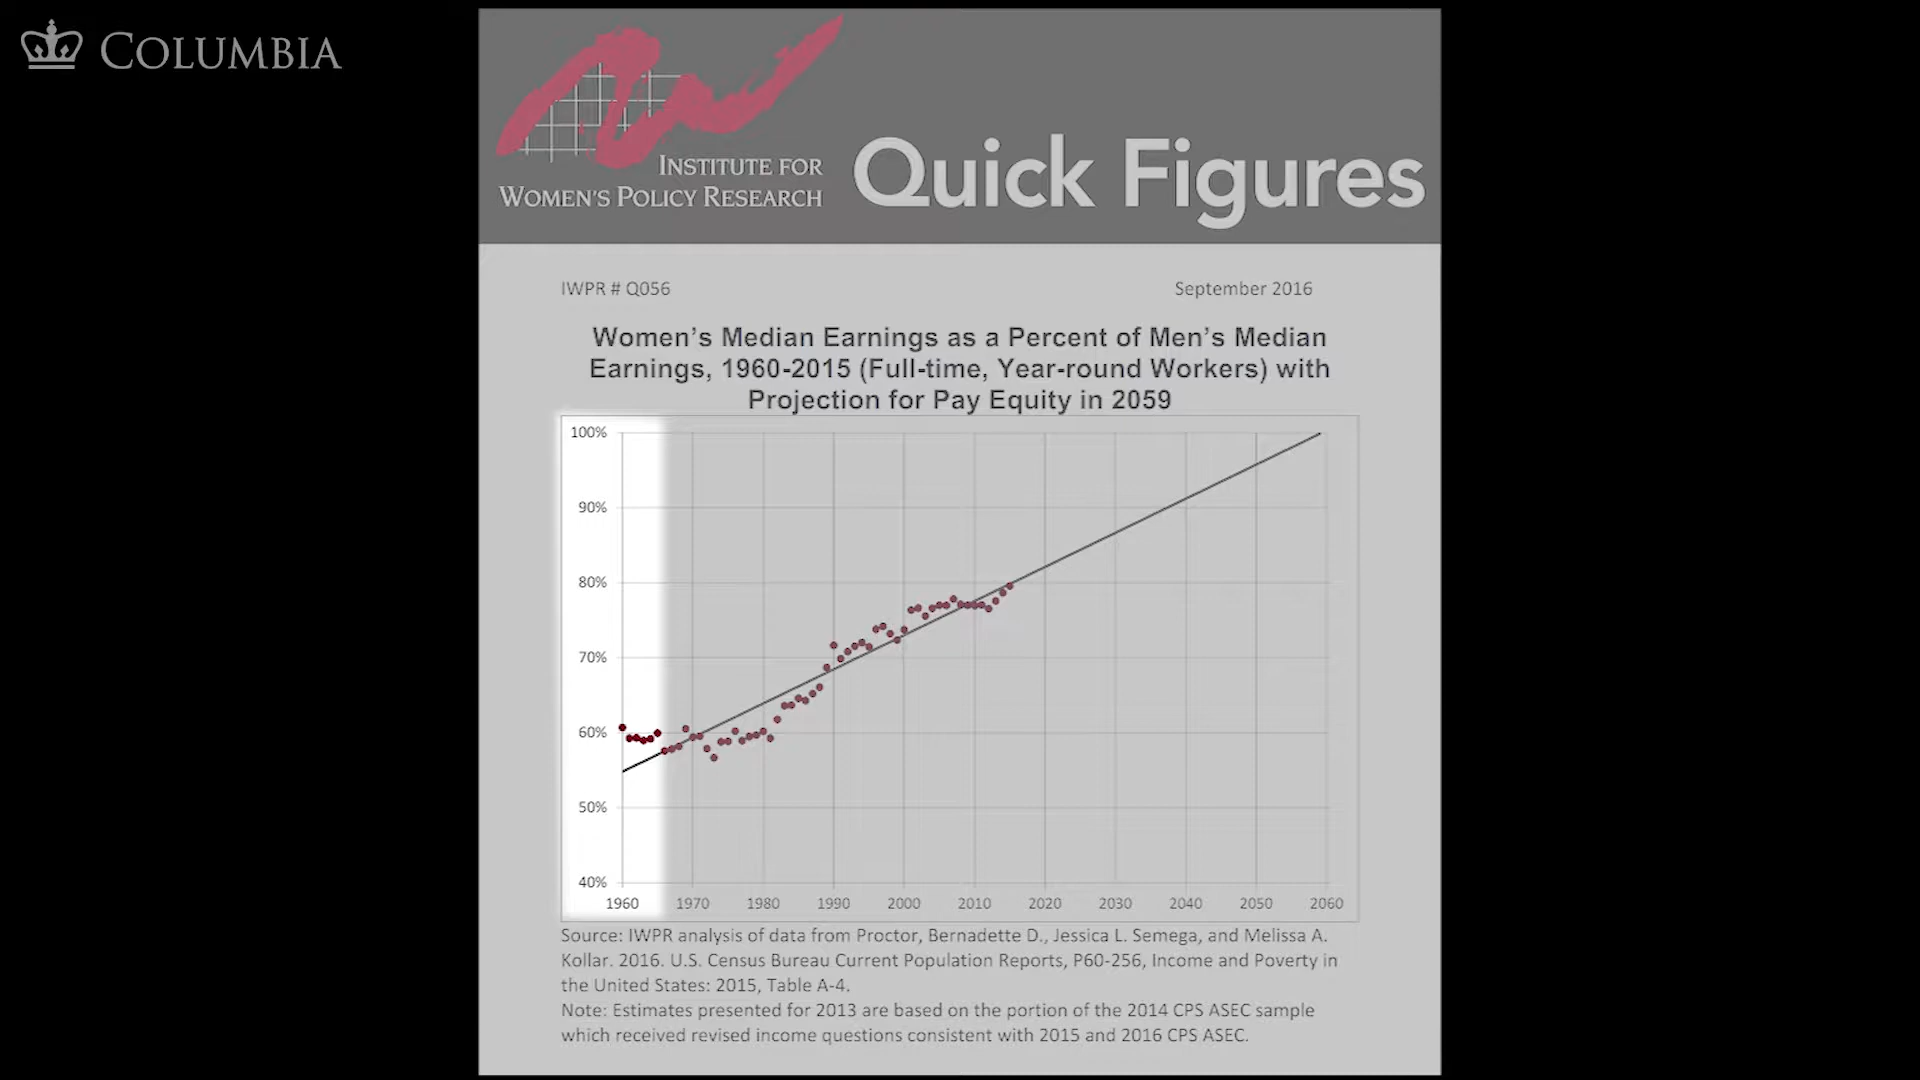 COLUMBIA
INSTITUTE FOR
WOMEN'S POLICY RESEARCH
Quick Figures
IWPR # Q056
September 2016
Women's Median Earnings as a Percent of Men's Median
Earnings, 1960-2015 (Full-time, Year-round Workers) with
Projection for Pay Equity in 2059
100%
90%
80%
70%
60%
50%
40%
1960 1970 1980 1990 2000 2010 2020 2030 2040 2050 2060
Source: IWPR analysis of data from Proctor, Bernadette D., Jessica L. Semega, and Melissa A.
Kollar. 2016. U.S. Census Bureau Current Population Reports, P60-256, Income and Poverty in
the United States: 2015, Table A-4.
Note: Estimates presented for 2013 are based on the portion of the 2014 CPS ASEC sample
which received revised income questions consistent with 2015 and 2016 CPS ASEC.